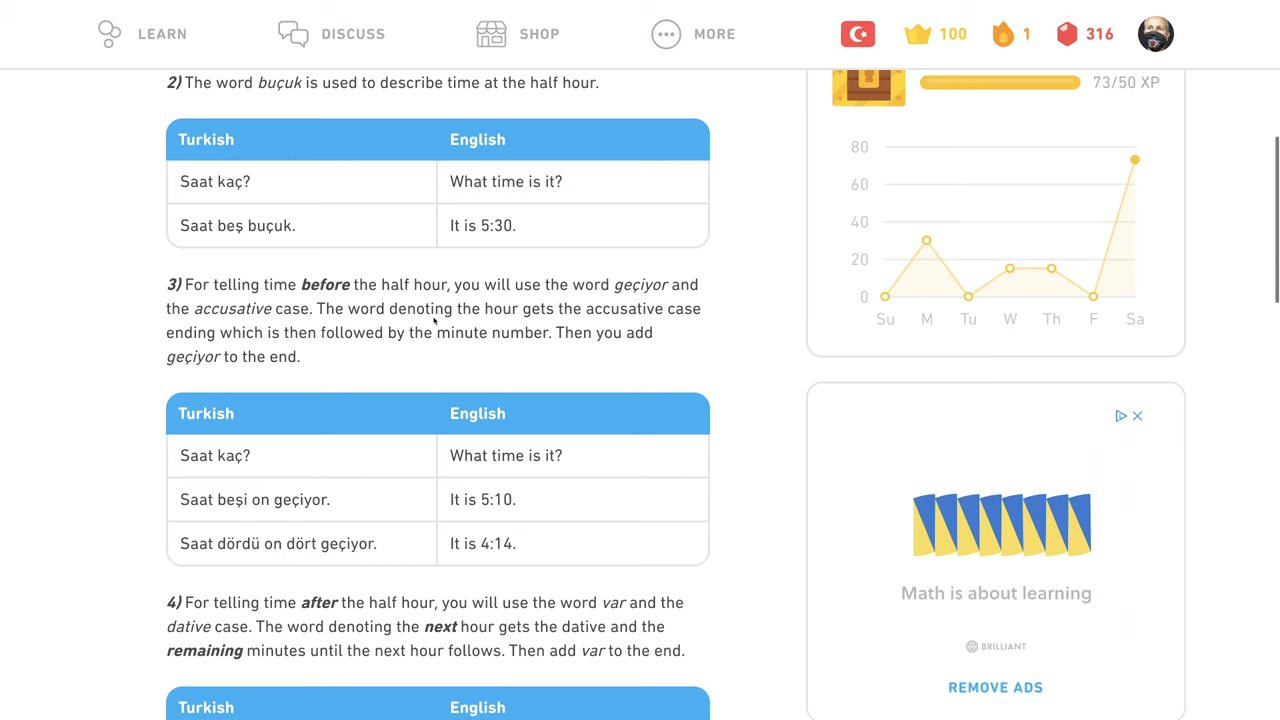 LEARN
DISCUSS
SHOP
MORE
100
1
316
2) The word buçuk is used to describe time at the half hour.
Turkish English
Saat kaç? What time is it?
Saat beş buçuk. It is 5:30.
3) For telling time before the half hour, you will use the word geçiyor and
the accusative case. The word denoting the hour gets the accusative case
ending which is then followed by the minute number. Then you add
geçiyor to the end.
Turkish English
Saat kaç? What time is it?
Saat beşi on geçiyor. It is 5:10.
Saat dördü on dört geçiyor. It is 4:14.
4) For telling time after the half hour, you will use the word var and the
dative case. The word denoting the next hour gets the dative and the
remaining minutes until the next hour follows. Then add var to the end.
Turkish English
73/50 XP
80
60
40
20
0
Su M Tu W Th F Sa
Math is about learning
BRILLIANT
REMOVE ADS